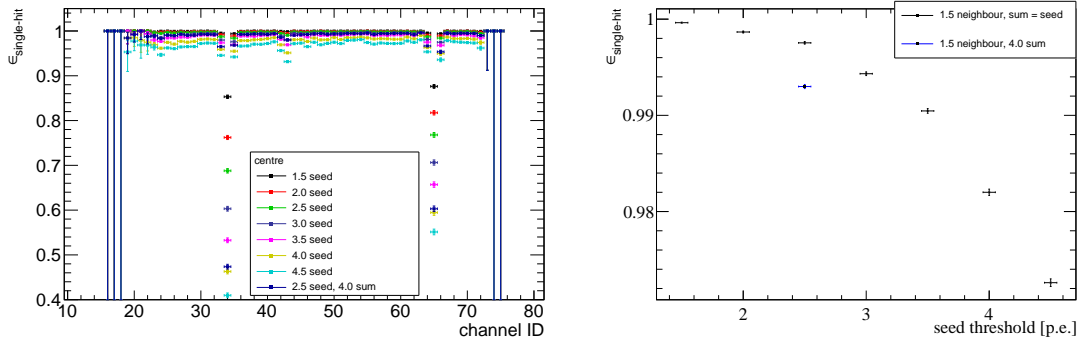 ∈single-hit
1
0.9
0.8
0.7
0.6
0.5
0.4
centre
1.5 seed
2.0 seed
2.5 seed
3.0 seed
3.5 seed
4.0 seed
4.5 seed
2.5 seed, 4.0 sum
10 20 30 40 50 60 70 80
channel ID
∈single-hit
1
0.99
0.98
1.5 neighbour, sum = seed
1.5 neighbour, 4.0 sum
2 3 4
seed threshold [p.e.]